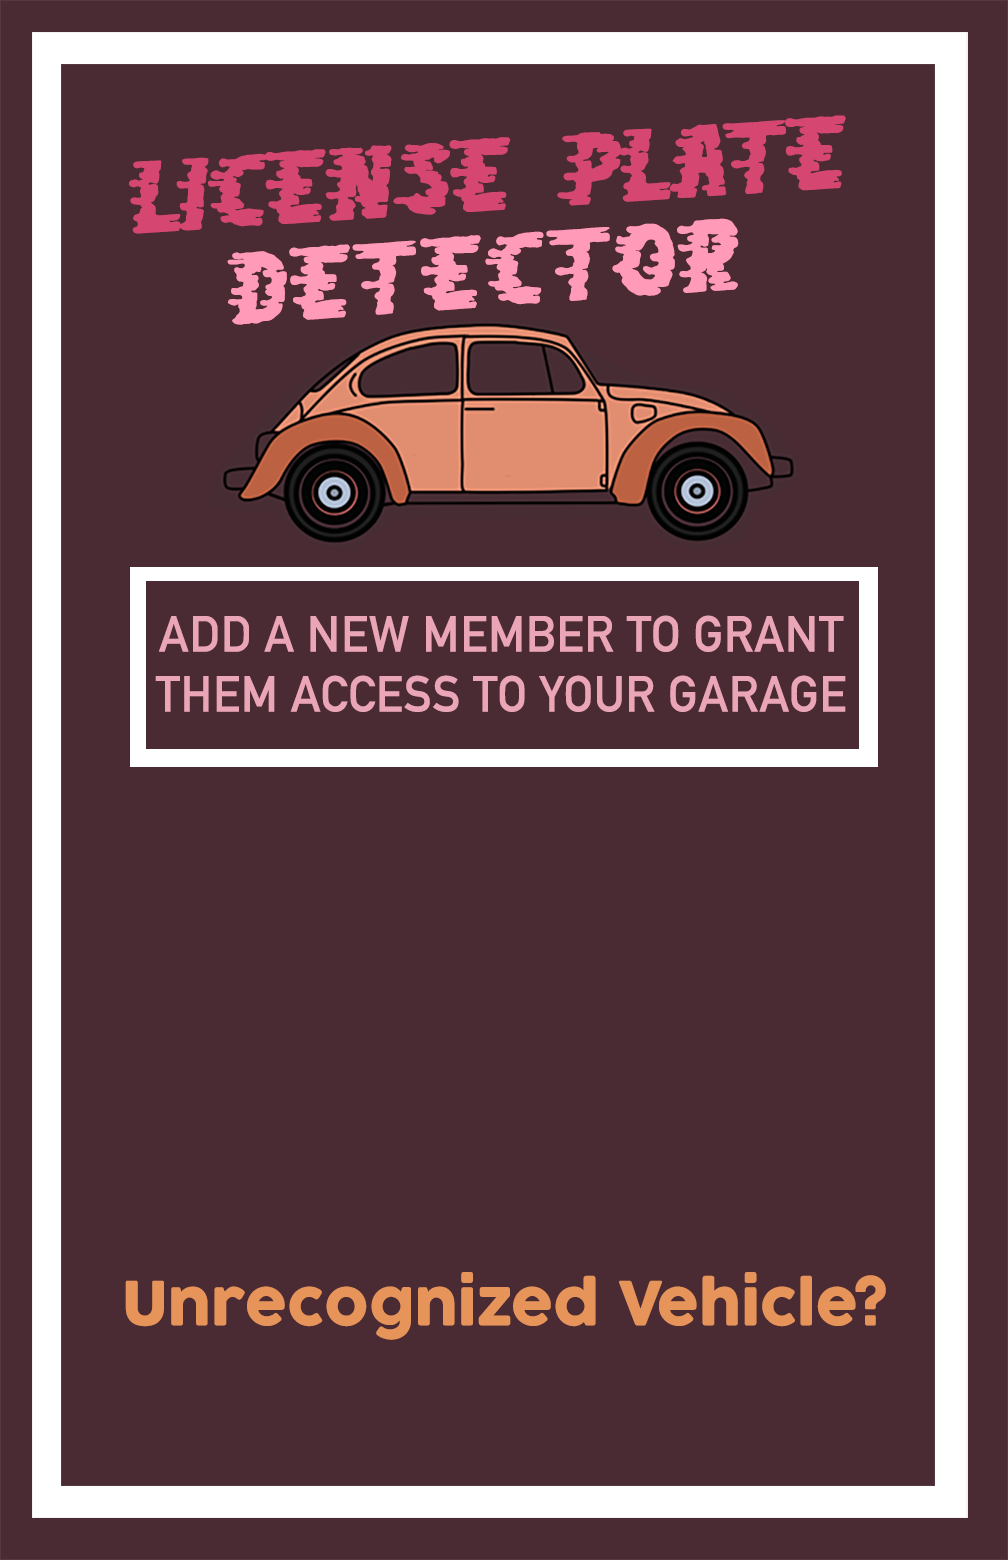 LICENSE PLATE
DETECTOR
ADD A NEW MEMBER TO GRANT
THEM ACCESS TO YOUR GARAGE
Unrecognized Vehicle?